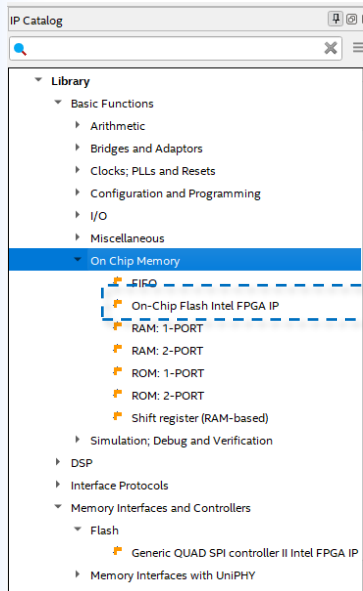 IP Catalog
Library
Basic Functions
Arithmetic
Bridges and Adaptors
Clocks; PLLs and Resets
Configuration and Programming
I/O
Miscellaneous
On Chip Memory
FIFO
On-Chip Flash Intel FPGA IP
RAM: 1-PORT
RAM: 2-PORT
ROM: 1-PORT
ROM: 2-PORT
Shift register (RAM-based)
Simulation; Debug and Verification
DSP
Interface Protocols
Memory Interfaces and Controllers
Flash
Generic QUAD SPI controller II Intel FPGA IP
Memory Interfaces with UniPHY